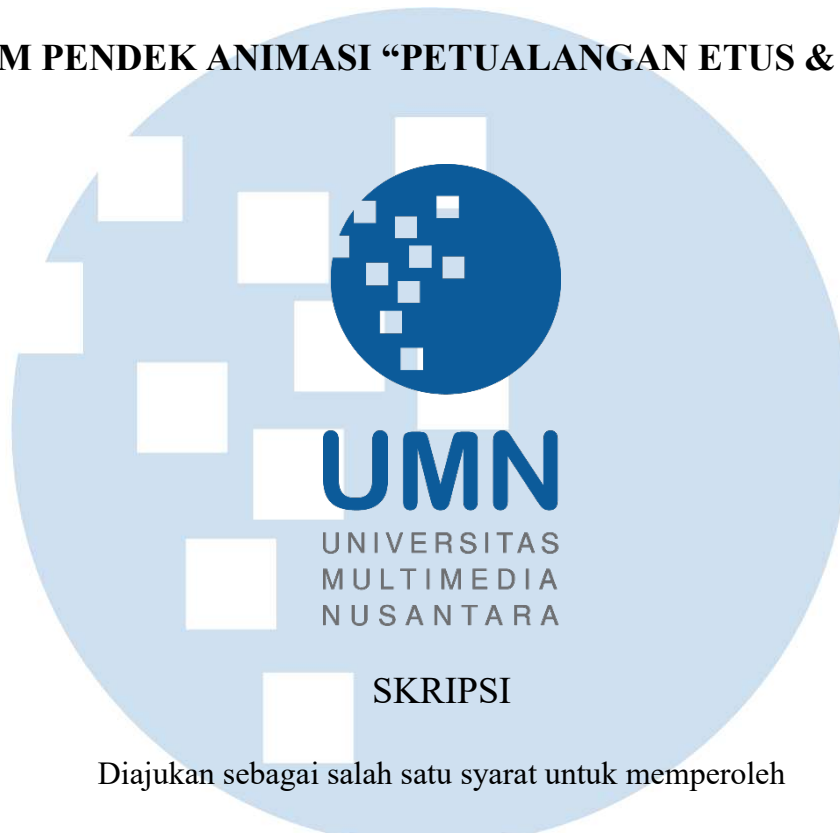 M PENDEK ANIMASI “PETUALANGAN ETUS &
UMN
UNIVERSITAS
MULTIMEDIA
NUSANTARA
SKRIPSI
Diajukan sebagai salah satu syarat untuk memperoleh